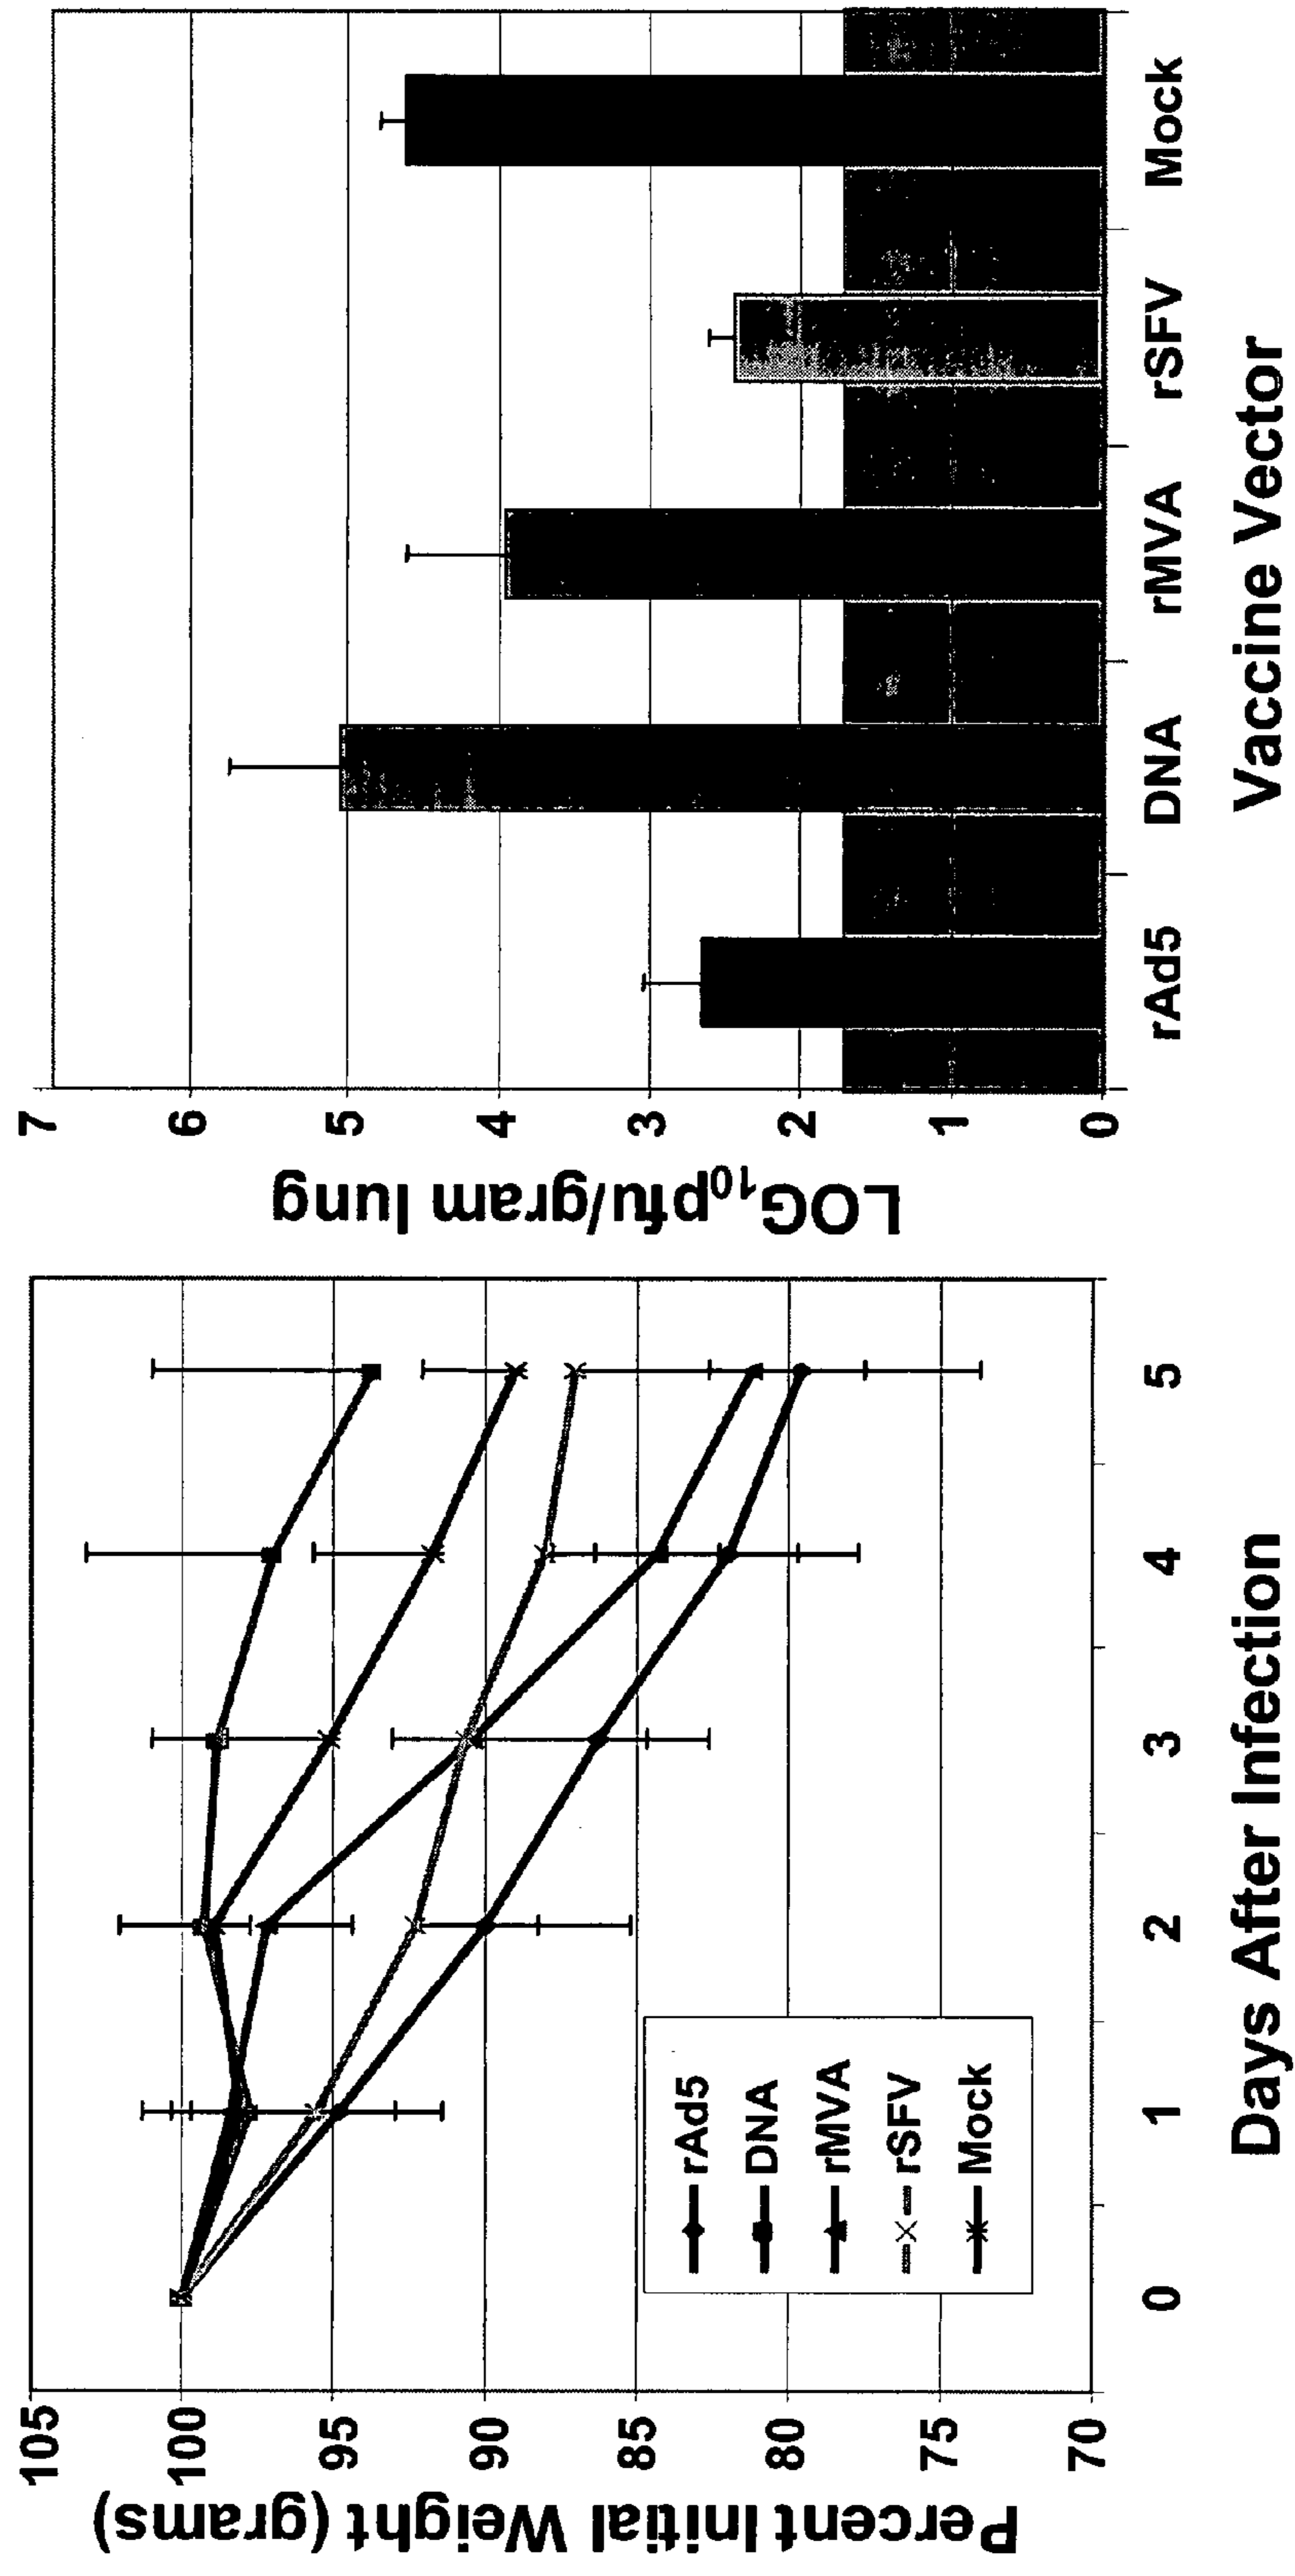 Percent Initial Weight (grams)
105
100
95
90
85
80
75
70
rAd5
DNA
rMVA
rSFV
Mock
0 1 2 3 4 5
Days After Infection
LOG₁₀pfu/gram lung
7
6
5
4
3
2
1
0
rAd5 DNA rMVA rSFV Mock
Vaccine Vector